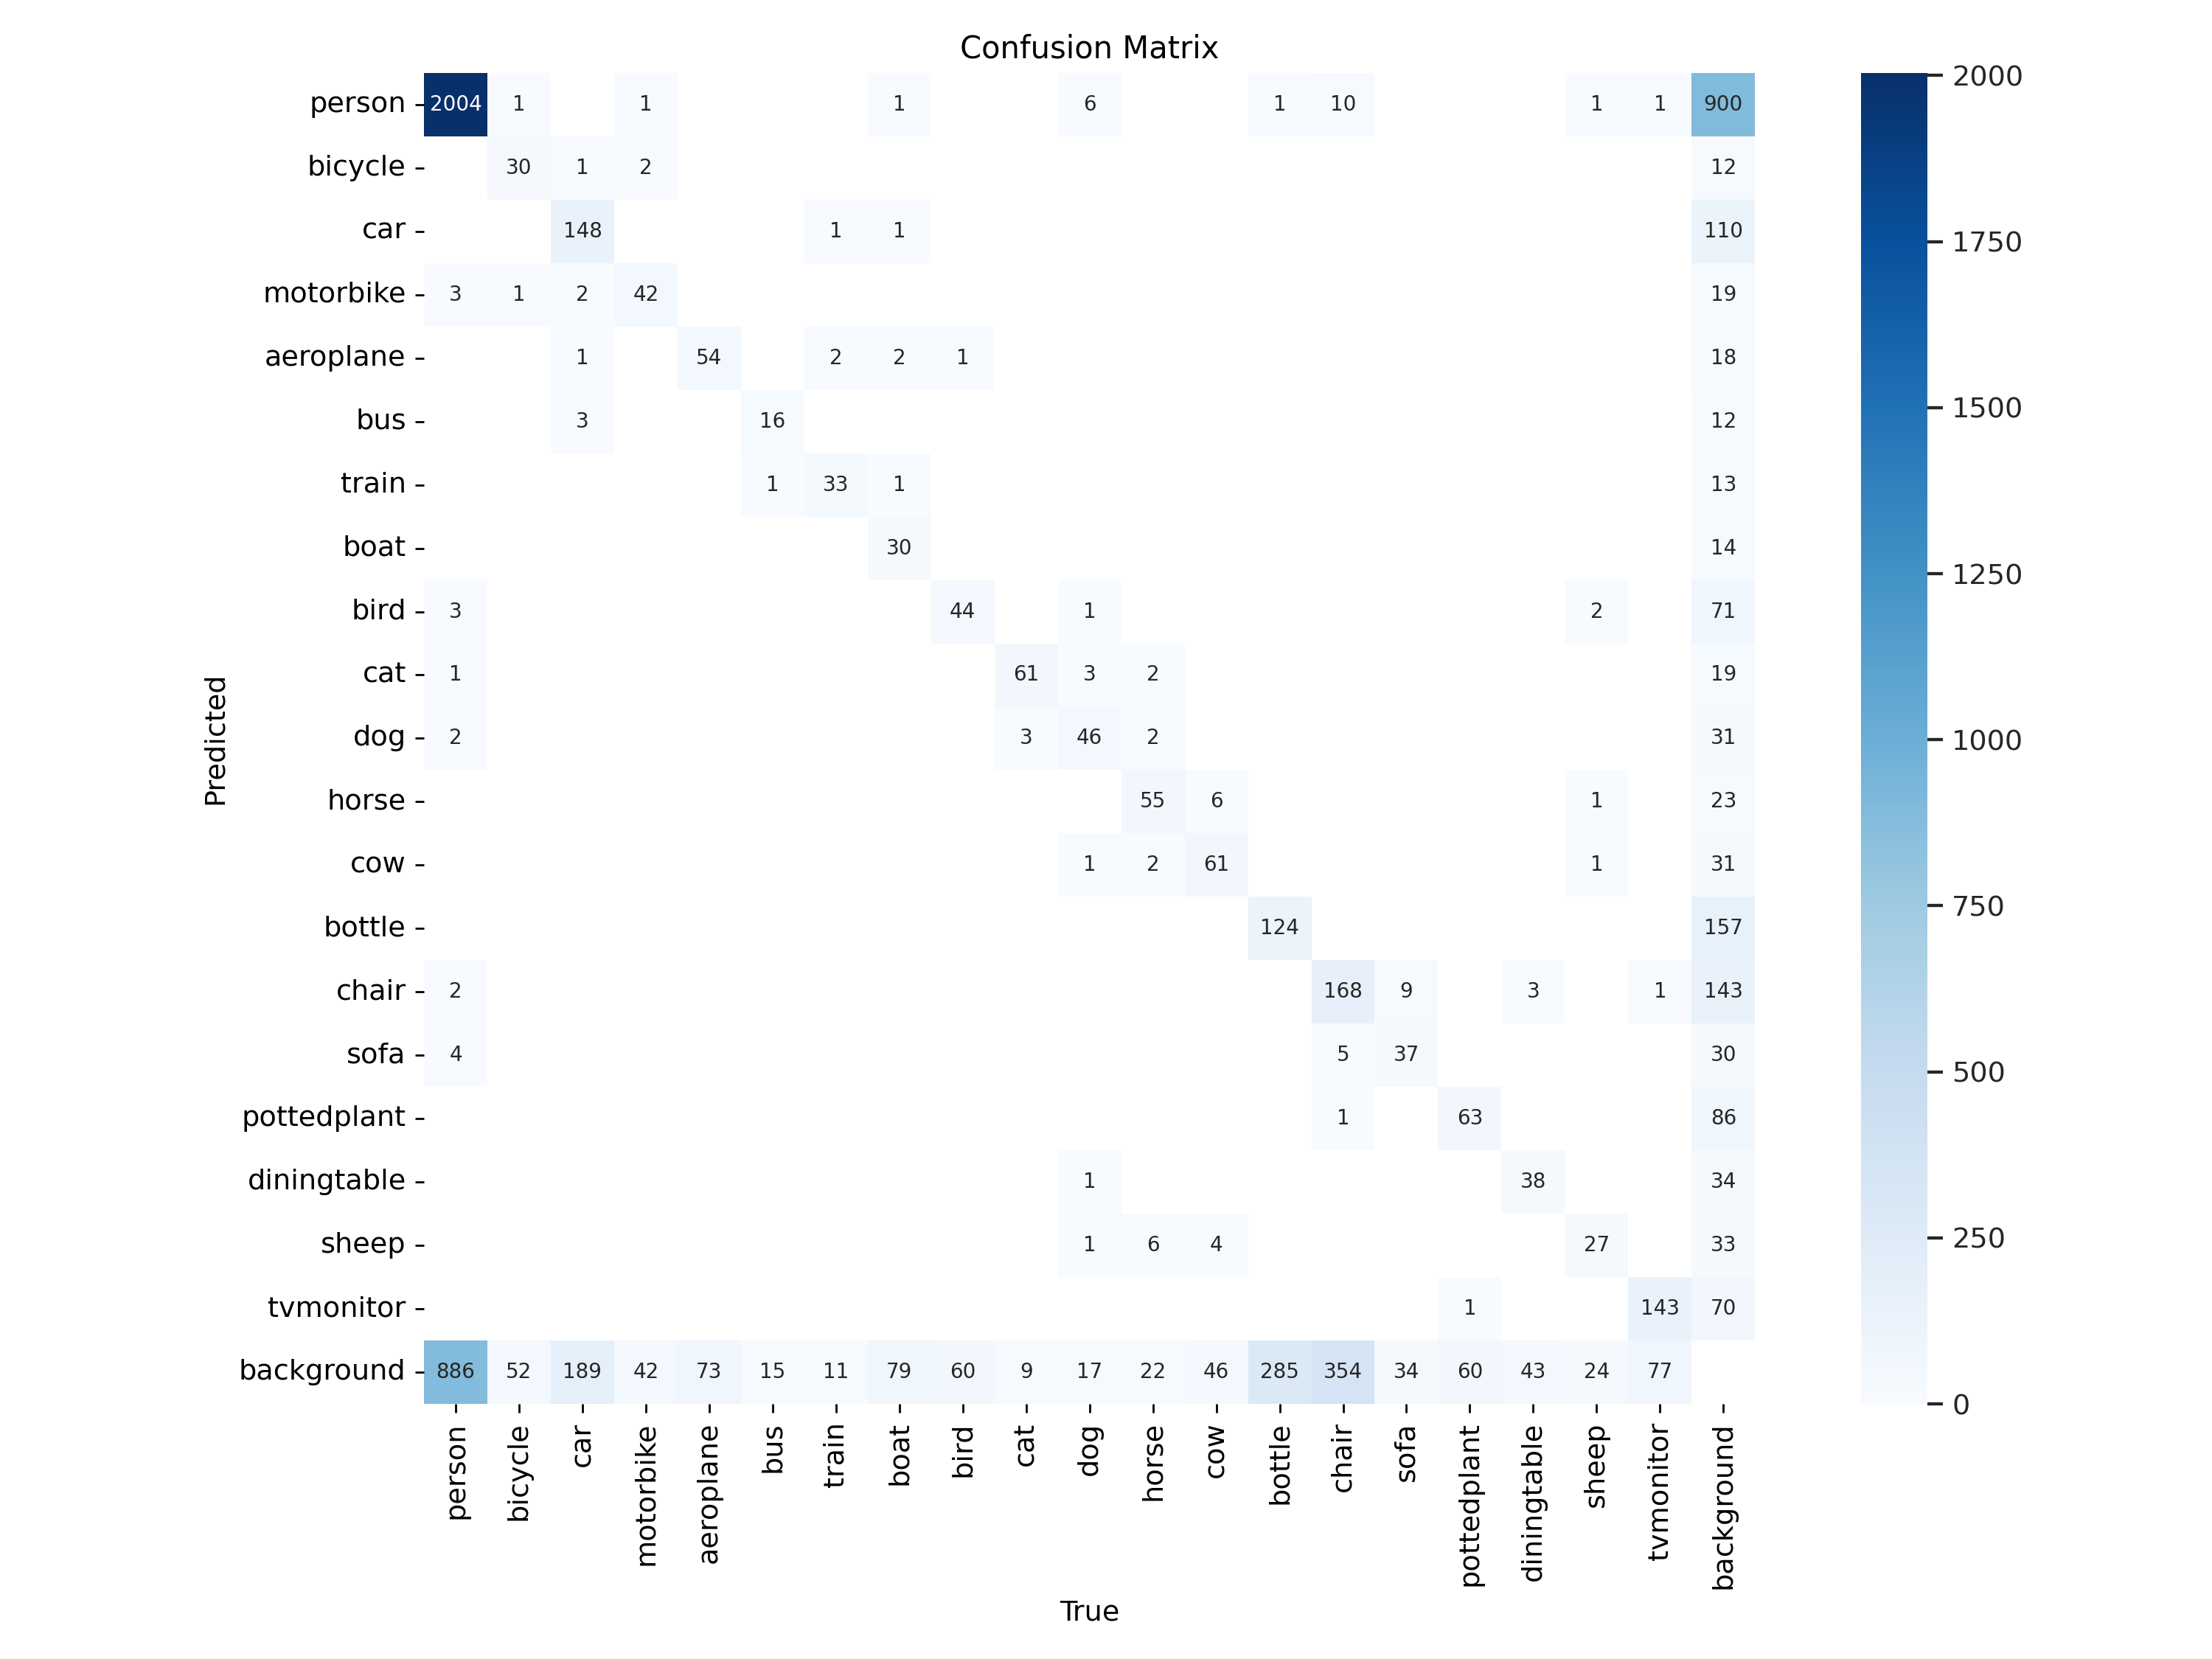 Confusion Matrix
person 2004 1 1 1 6 1 10 1 1 900
bicycle 30 1 2 12
car 148 1 1 110
motorbike 3 1 2 42 19
aeroplane 1 54 2 2 1 18
bus 3 16 12
train 1 33 1 13
boat 30 14
bird 3 44 1 2 71
cat 1 61 3 2 19
dog 2 3 46 2 31
horse 55 6 1 23
cow 1 2 61 1 31
bottle 124 157
chair 2 168 9 3 1 143
sofa 4 5 37 30
pottedplant 1 63 86
diningtable 1 38 34
sheep 1 6 4 27 33
tvmonitor 1 143 70
background 886 52 189 42 73 15 11 79 60 9 17 22 46 285 354 34 60 43 24 77
person bicycle car motorbike aeroplane bus train boat bird cat dog horse cow bottle chair sofa pottedplant diningtable sheep tvmonitor background
True
Predicted
2000
1750
1500
1250
1000
750
500
250
0